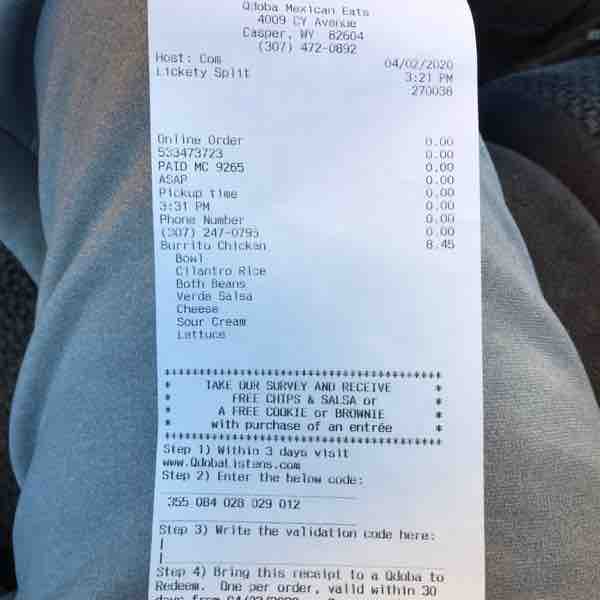 Qdoba Mexican Eats
4009 CY Avenue
Casper, WY 82604
(307) 472-0892
Host: Com 04/02/2020
Lickety Split 3:21 PM
270038
Online Order 0.00
533473723 0.00
PAID MC 9265 0.00
ASAP 0.00
Pickup time 0.00
3:31 PM 0.00
Phone Number 0.00
(307) 247-0795 0.00
Burrito Chicken 8.45
Bowl
Cilantro Rice
Both Beans
Verde Salsa
Cheese
Sour Cream
Lettuce
TAKE OUR SURVEY AND RECEIVE
FREE CHIPS & SALSA or
A FREE COOKIE or BROWNIE
with purchase of an entrée
Step 1) Within 3 days visit
www.QdobaListens.com
Step 2) Enter the below code:
355 084 028 029 012
Step 3) Write the validation code here:
Step 4) Bring this receipt to a Qdoba to
Redeem. One per order, valid within 30
days from 04/02/2020